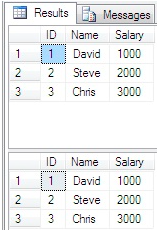 Results Messages
ID Name Salary
1 1 David 1000
2 2 Steve 2000
3 3 Chris 3000
ID Name Salary
1 1 David 1000
2 2 Steve 2000
3 3 Chris 3000